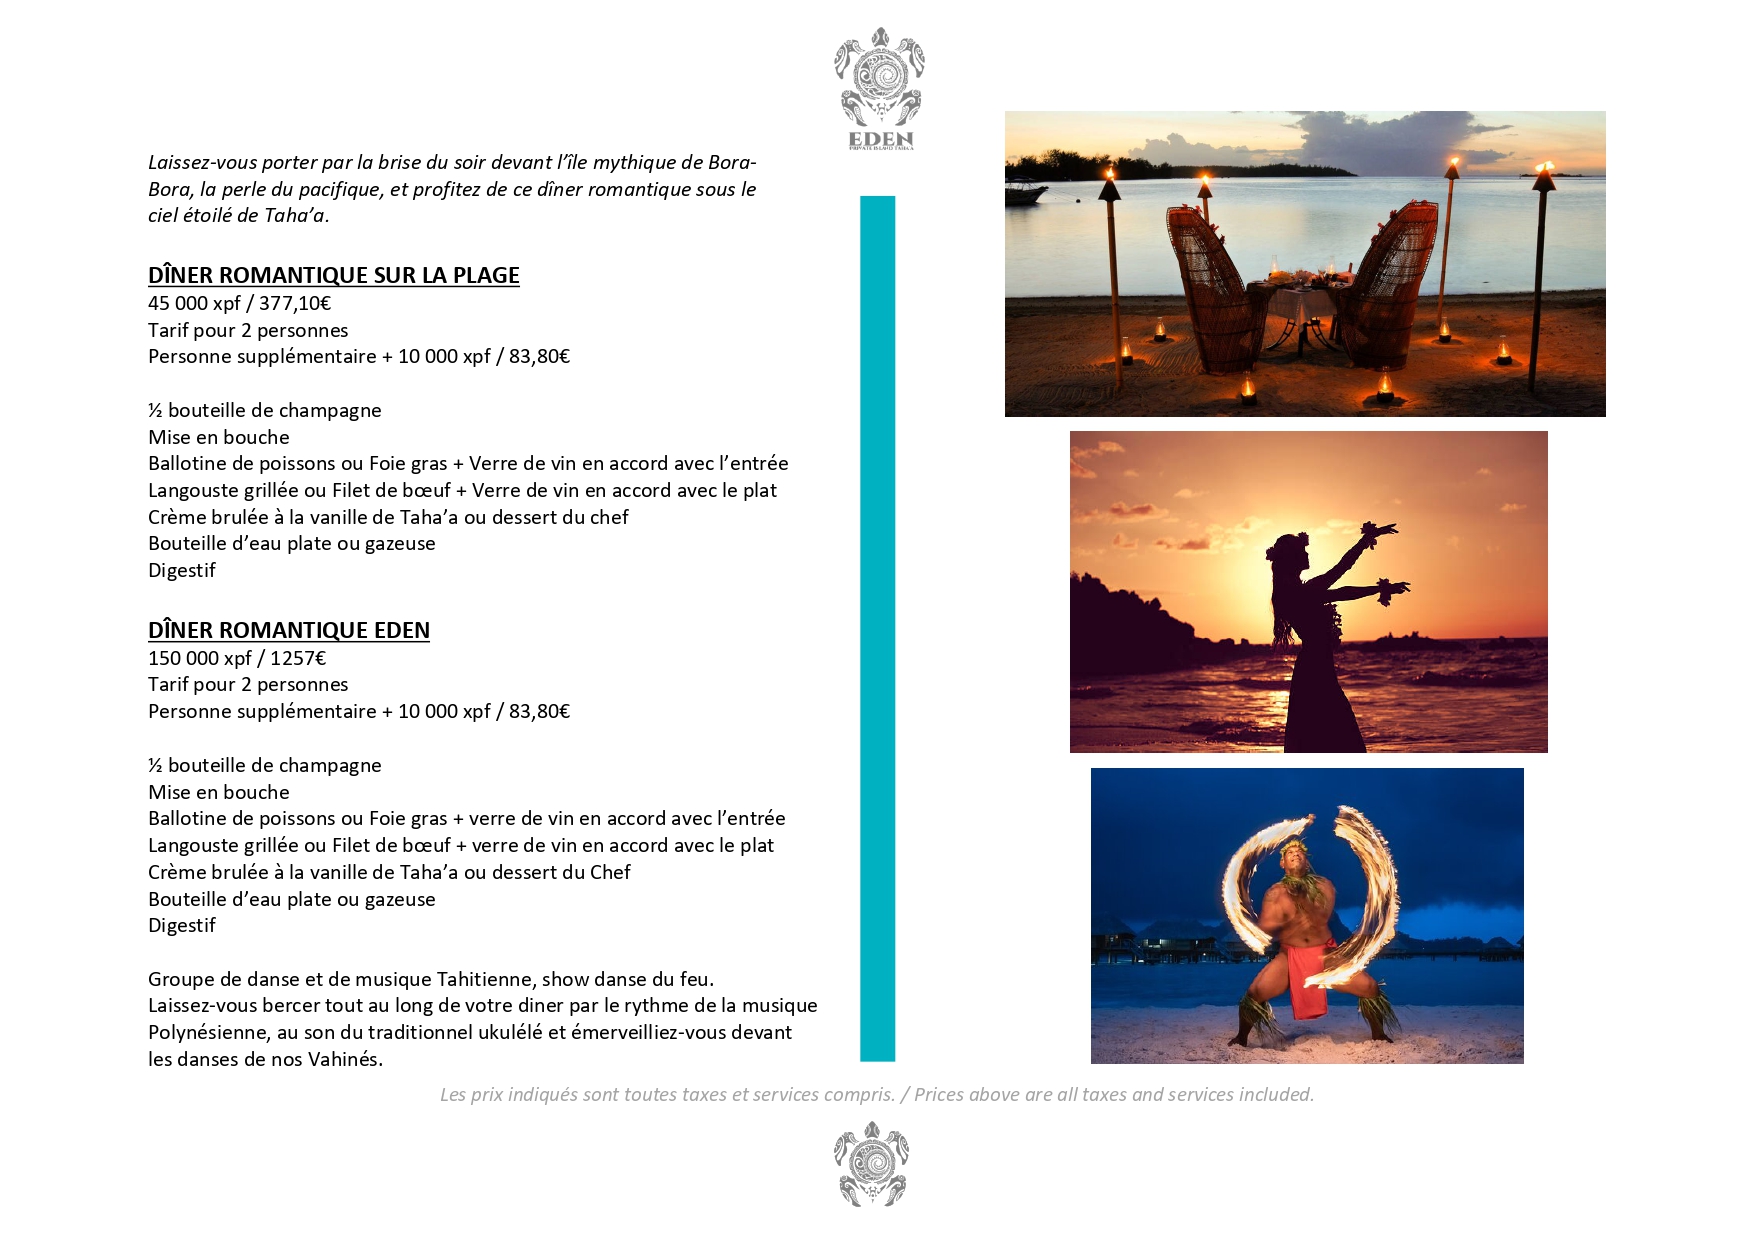 EDEN
PRIVATE ISLAND TAHA'A
Laissez-vous porter par la brise du soir devant l’île mythique de Bora-
Bora, la perle du pacifique, et profitez de ce dîner romantique sous le
ciel étoilé de Taha’a.
DÎNER ROMANTIQUE SUR LA PLAGE
45 000 xpf / 377,10€
Tarif pour 2 personnes
Personne supplémentaire + 10 000 xpf / 83,80€
½ bouteille de champagne
Mise en bouche
Ballotine de poissons ou Foie gras + Verre de vin en accord avec l’entrée
Langouste grillée ou Filet de bœuf + Verre de vin en accord avec le plat
Crème brulée à la vanille de Taha’a ou dessert du chef
Bouteille d’eau plate ou gazeuse
Digestif
DÎNER ROMANTIQUE EDEN
150 000 xpf / 1257€
Tarif pour 2 personnes
Personne supplémentaire + 10 000 xpf / 83,80€
½ bouteille de champagne
Mise en bouche
Ballotine de poissons ou Foie gras + verre de vin en accord avec l’entrée
Langouste grillée ou Filet de bœuf + verre de vin en accord avec le plat
Crème brulée à la vanille de Taha’a ou dessert du Chef
Bouteille d’eau plate ou gazeuse
Digestif
Groupe de danse et de musique Tahitienne, show danse du feu.
Laissez-vous bercer tout au long de votre diner par le rythme de la musique
Polynésienne, au son du traditionnel ukulélé et émerveilliez-vous devant
les danses de nos Vahinés.
Les prix indiqués sont toutes taxes et services compris. / Prices above are all taxes and services included.